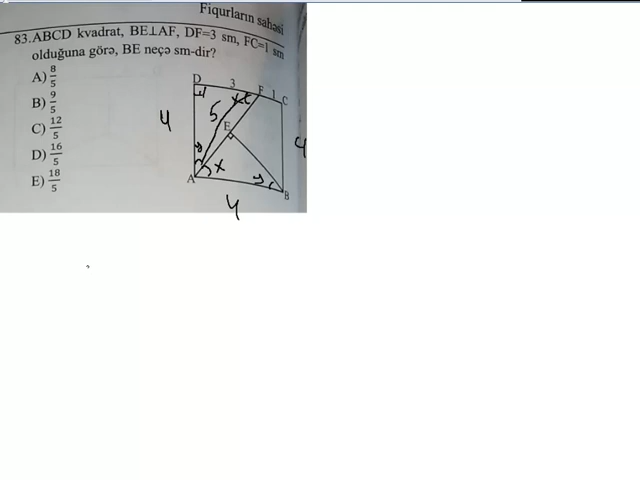 Fiqurların sahəsi
83.ABCD kvadrat, BE⊥AF, DF=3 sm, FC=1 sm
olduğuna görə, BE neçə sm-dir?
A) 8/5
B) 9/5
C) 12/5
D) 16/5
E) 18/5
D 3 F 1 C
5
4
E
4
y
x
A
y
B
4